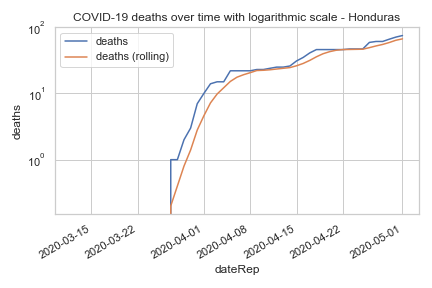 COVID-19 deaths over time with logarithmic scale - Honduras
deaths
deaths (rolling)
10²
10¹
10⁰
deaths
2020-03-15
2020-03-22
2020-04-01
2020-04-08
2020-04-15
2020-04-22
2020-05-01
dateRep